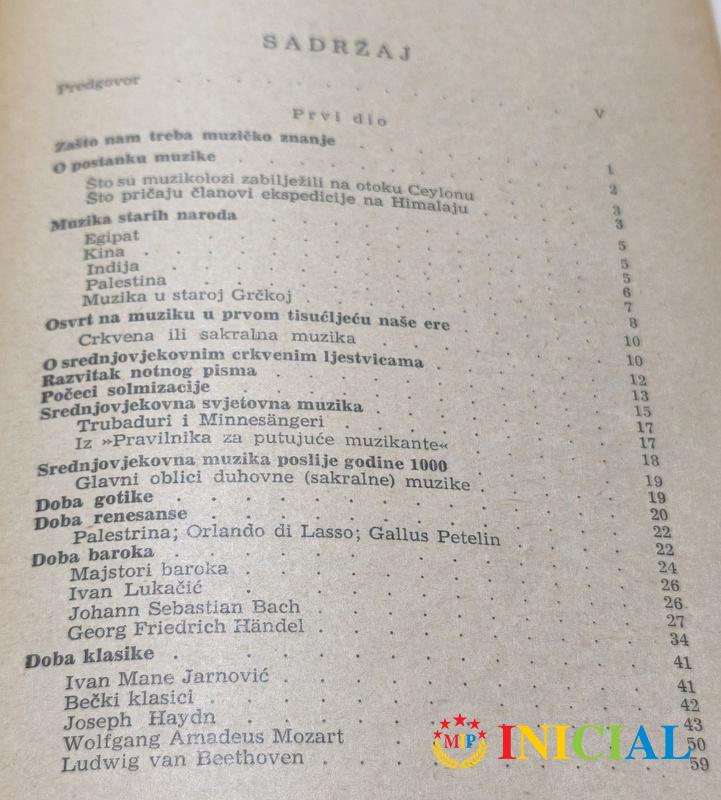 SADRŽAJ
Predgovor . . . . . . . . . . V
Prvi dio
Zašto nam treba muzičko znanje . . . . . 1
O postanku muzike . . . . . . . . 2
Što su muzikolozi zabilježili na otoku Ceylonu . 3
Što pričaju članovi ekspedicije na Himalaju . . 3
Muzika starih naroda . . . . . . . 5
Egipat . . . . . . . . . 5
Kina . . . . . . . . . 5
Indija . . . . . . . . . 6
Palestina . . . . . . . . 7
Muzika u staroj Grčkoj . . . . . . 8
Osvrt na muziku u prvom tisućljeću naše ere . . . 10
Crkvena ili sakralna muzika . . . . . 10
O srednjovjekovnim crkvenim ljestvicama . . . . 12
Razvitak notnog pisma . . . . . . . 13
Počeci solmizacije . . . . . . . . 15
Srednjovjekovna svjetovna muzika . . . . . 17
Trubaduri i Minnesängeri . . . . . . 17
Iz »Pravilnika za putujuće muzikante« . . . 18
Srednjovjekovna muzika poslije godine 1000 . . . 19
Glavni oblici duhovne (sakralne) muzike . . . 19
Doba gotike . . . . . . . . . 20
Doba renesanse . . . . . . . . 22
Palestrina; Orlando di Lasso; Gallus Petelin . . 22
Doba baroka . . . . . . . . . 24
Majstori baroka . . . . . . . 26
Ivan Lukačić . . . . . . . . 26
Johann Sebastian Bach . . . . . . 27
Georg Friedrich Händel . . . . . . 34
Doba klasike . . . . . . . . . 41
Ivan Mane Jarnović . . . . . . . 41
Bečki klasici . . . . . . . . 42
Joseph Haydn . . . . . . . . 43
Wolfgang Amadeus Mozart . . . . . 50
Ludwig van Beethoven . . . . . . 59
MP INICIAL